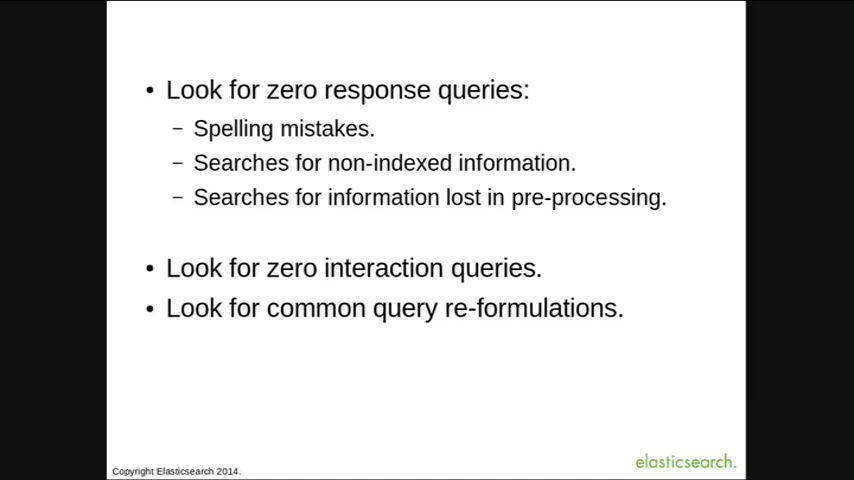 • Look for zero response queries:
– Spelling mistakes.
– Searches for non-indexed information.
– Searches for information lost in pre-processing.
• Look for zero interaction queries.
• Look for common query re-formulations.
Copyright Elasticsearch 2014.
elasticsearch.